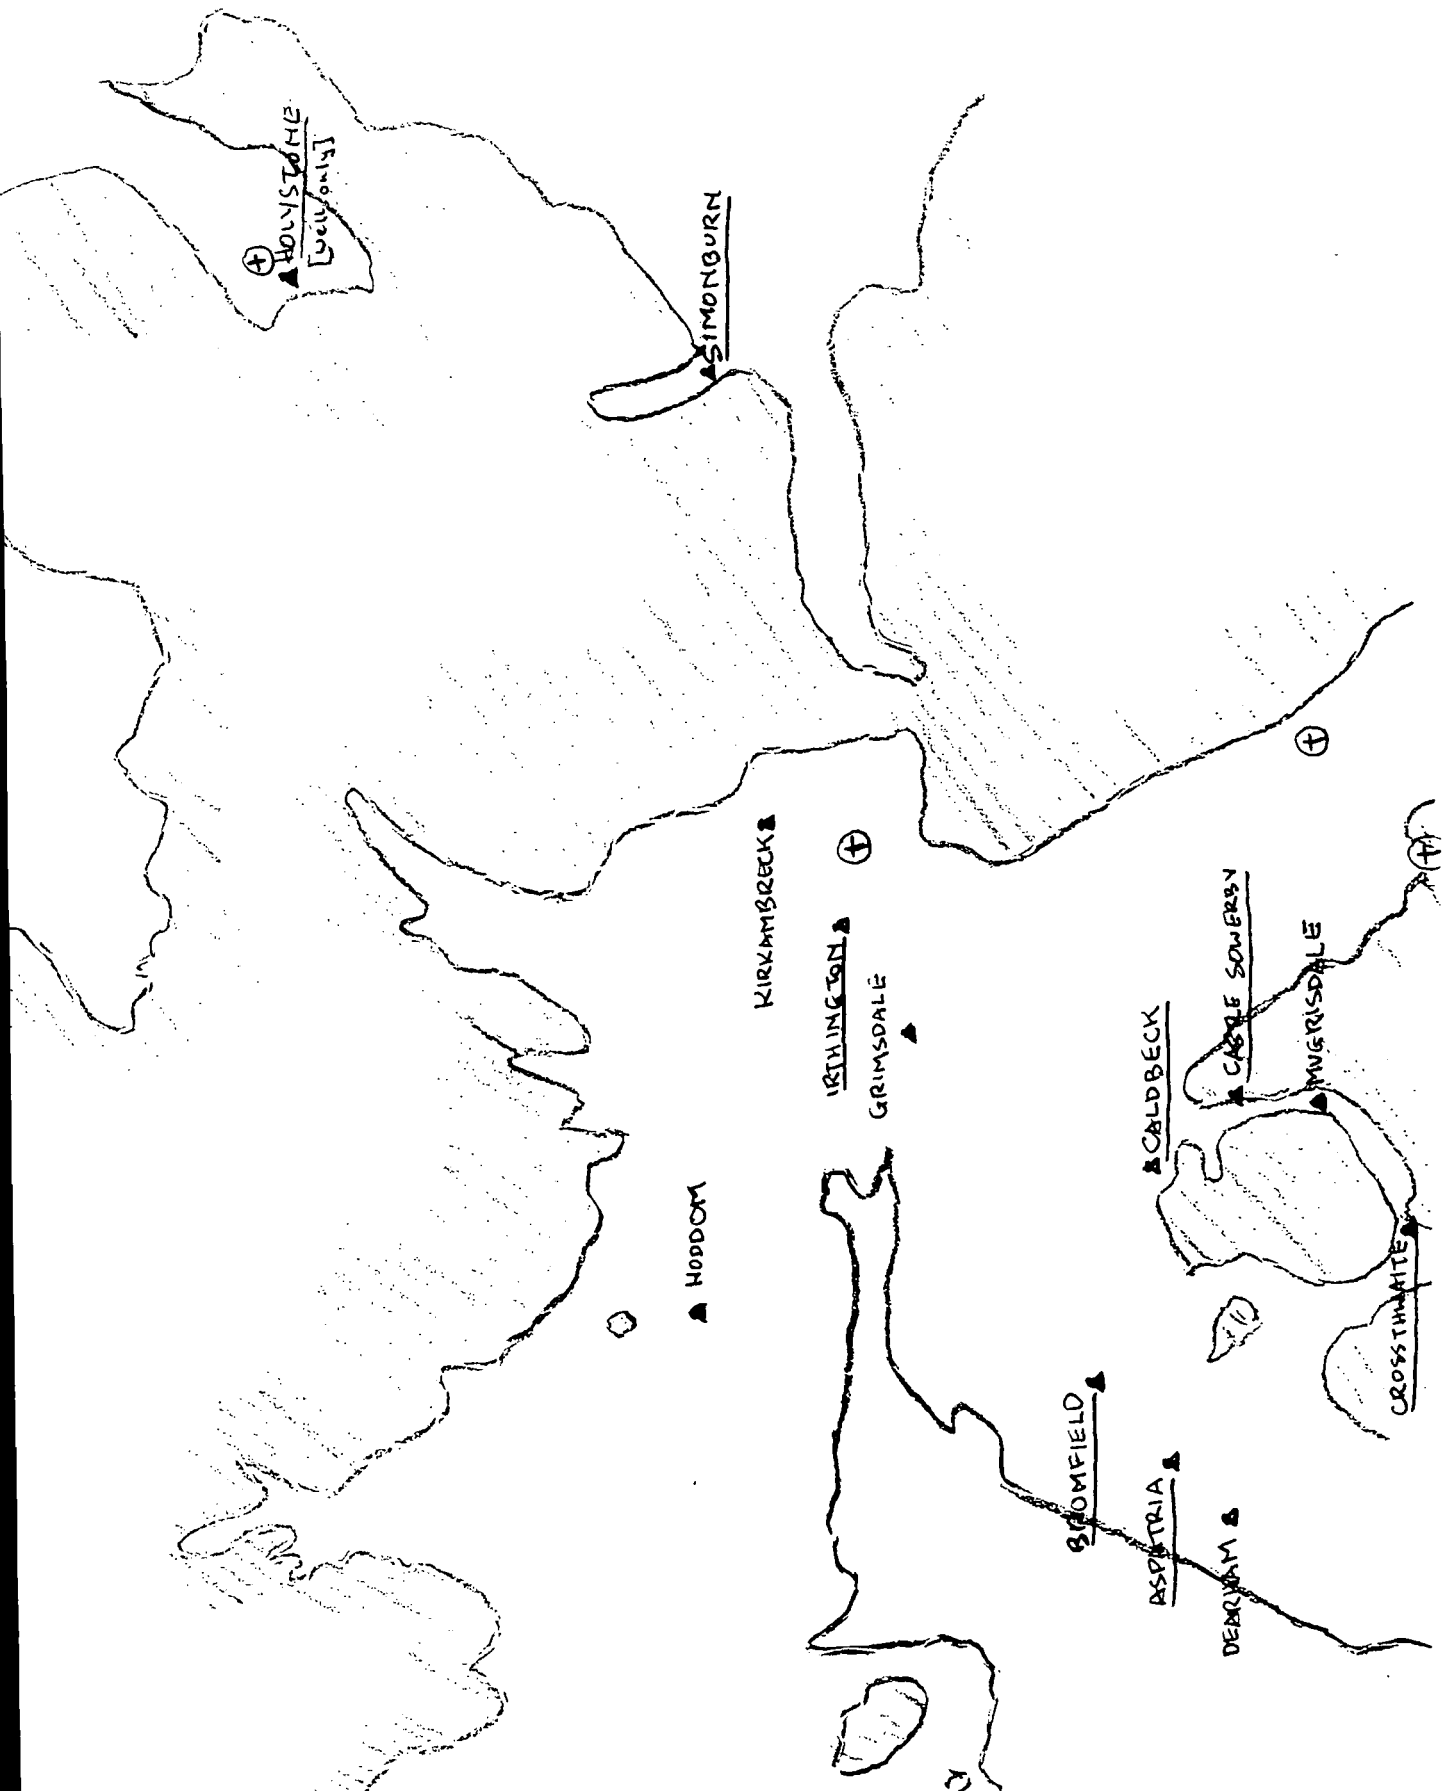 HOLYSTONE
[well only]
SIMONBURN
KIRKAMBRECK
IRTHINGTON
GRIMSDALE
HODDOM
CALDBECK
CASTLE SOWERBY
MUNGRISDALE
CROSSTHWAITE
BROMFIELD
ASPATRIA
DEARHAM